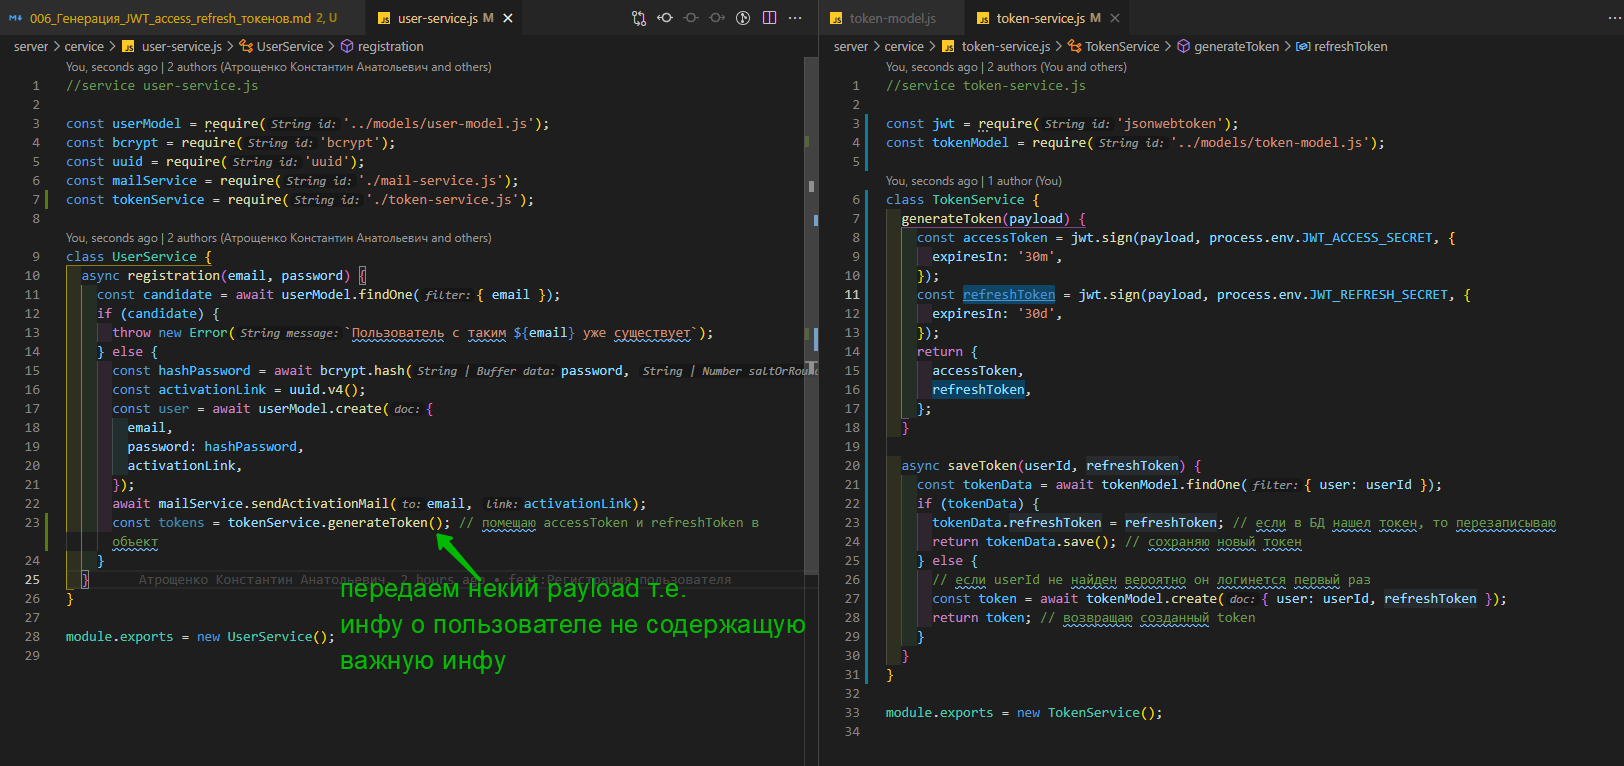 006_Генерация_JWT_access_refresh_токенов.md 2, U
user-service.js M
server > cervice > user-service.js > UserService > registration
You, seconds ago | 2 authors (Атрощенко Константин Анатольевич and others)
1 //service user-service.js
2
3 const userModel = require( String id: '../models/user-model.js');
4 const bcrypt = require( String id: 'bcrypt');
5 const uuid = require( String id: 'uuid');
6 const mailService = require( String id: './mail-service.js');
7 const tokenService = require( String id: './token-service.js');
8
You, seconds ago | 2 authors (Атрощенко Константин Анатольевич and others)
9 class UserService {
10 async registration(email, password) {
11 const candidate = await userModel.findOne( filter: { email });
12 if (candidate) {
13 throw new Error( String message: `Пользователь с таким ${email} уже существует`);
14 } else {
15 const hashPassword = await bcrypt.hash( String | Buffer data: password, String | Number saltOrRound
16 const activationLink = uuid.v4();
17 const user = await userModel.create( doc: {
18 email,
19 password: hashPassword,
20 activationLink,
21 });
22 await mailService.sendActivationMail( to: email, link: activationLink);
23 const tokens = tokenService.generateToken(); // помещаю accessToken и refreshToken в
объект
24 }
25 } Атрощенко Константин Анатольевич, 2 hours ago • feat:Регистрация пользователя
26 }
27
28 module.exports = new UserService();
29
передаем некий payload т.е.
инфу о пользователе не содержащую
важную инфу
token-model.js
token-service.js M
server > cervice > token-service.js > TokenService > generateToken > refreshToken
You, seconds ago | 2 authors (You and others)
1 //service token-service.js
2
3 const jwt = require( String id: 'jsonwebtoken');
4 const tokenModel = require( String id: '../models/token-model.js');
5
You, seconds ago | 1 author (You)
6 class TokenService {
7 generateToken(payload) {
8 const accessToken = jwt.sign(payload, process.env.JWT_ACCESS_SECRET, {
9 expiresIn: '30m',
10 });
11 const refreshToken = jwt.sign(payload, process.env.JWT_REFRESH_SECRET, {
12 expiresIn: '30d',
13 });
14 return {
15 accessToken,
16 refreshToken,
17 };
18 }
19
20 async saveToken(userId, refreshToken) {
21 const tokenData = await tokenModel.findOne( filter: { user: userId });
22 if (tokenData) {
23 tokenData.refreshToken = refreshToken; // если в БД нашел токен, то перезаписываю
24 return tokenData.save(); // сохраняю новый токен
25 } else {
26 // если userId не найден вероятно он логинется первый раз
27 const token = await tokenModel.create( doc: { user: userId, refreshToken });
28 return token; // возвращаю созданный token
29 }
30 }
31 }
32
33 module.exports = new TokenService();
34